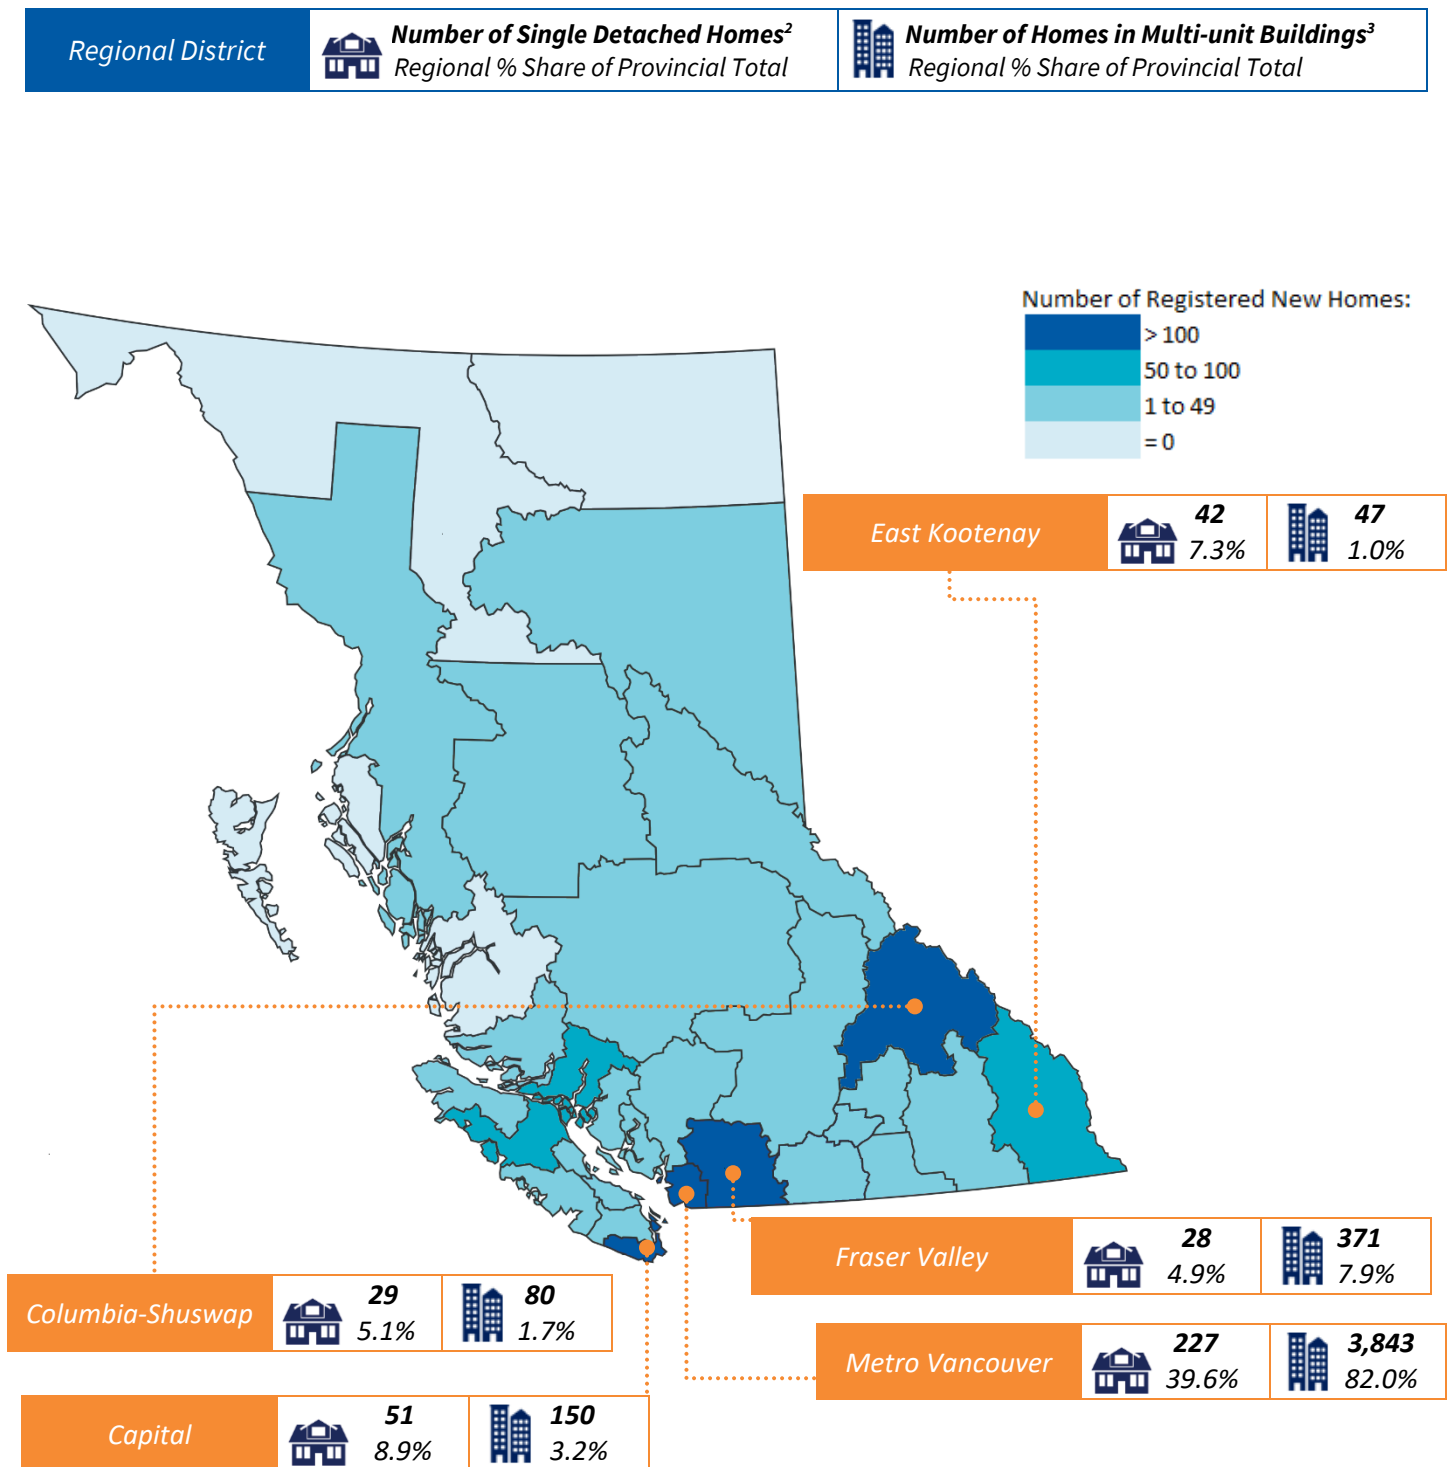 Regional District
Number of Single Detached Homes²
Regional % Share of Provincial Total
Number of Homes in Multi-unit Buildings³
Regional % Share of Provincial Total
Number of Registered New Homes:
> 100
50 to 100
1 to 49
= 0
East Kootenay
42
7.3%
47
1.0%
Fraser Valley
28
4.9%
371
7.9%
Columbia-Shuswap
29
5.1%
80
1.7%
Metro Vancouver
227
39.6%
3,843
82.0%
Capital
51
8.9%
150
3.2%